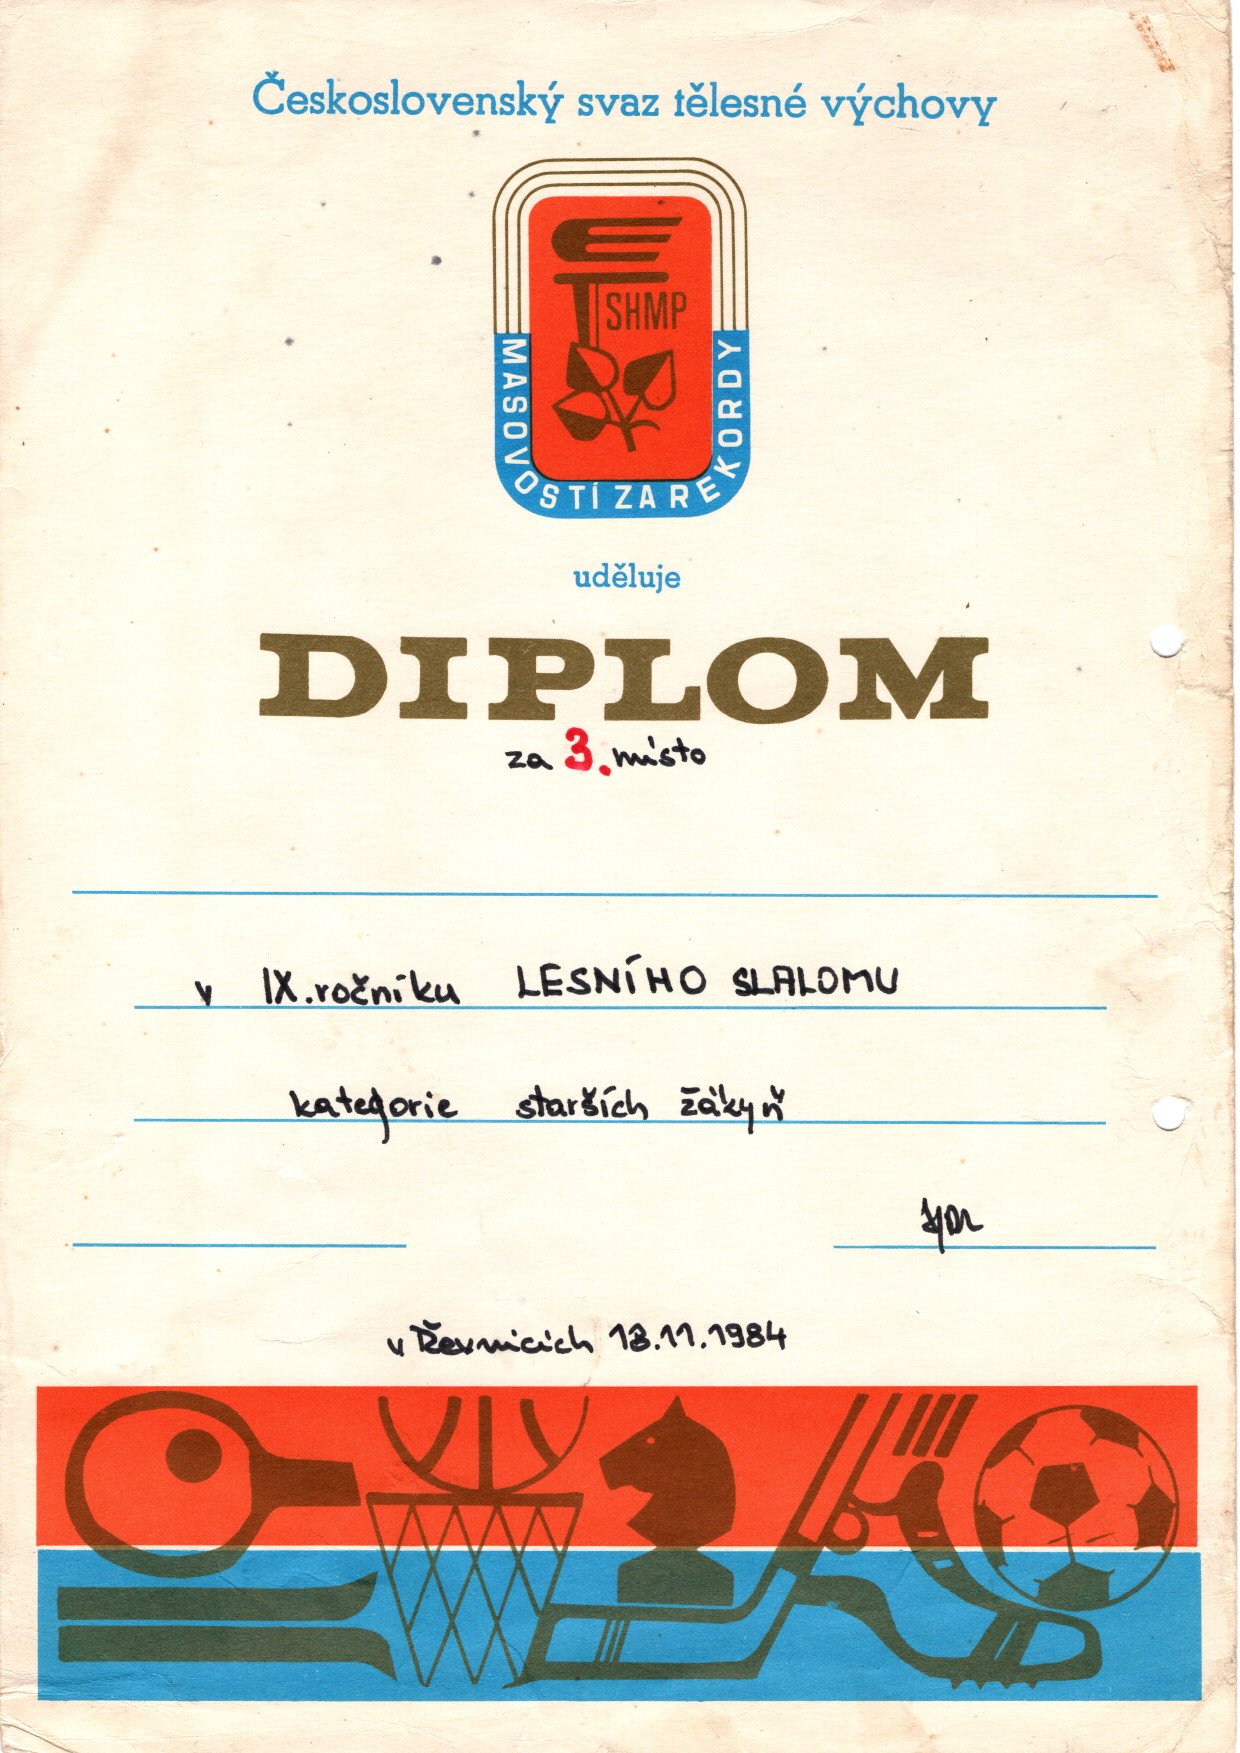 Československý svaz tělesné výchovy
SHMP
MASOVOSTÍ ZA REKORDY
uděluje
DIPLOM
za 3. místo
v IX. ročníku LESNÍHO SLALOMU
kategorie starších žákyň
v Řevnicích 18.11.1984